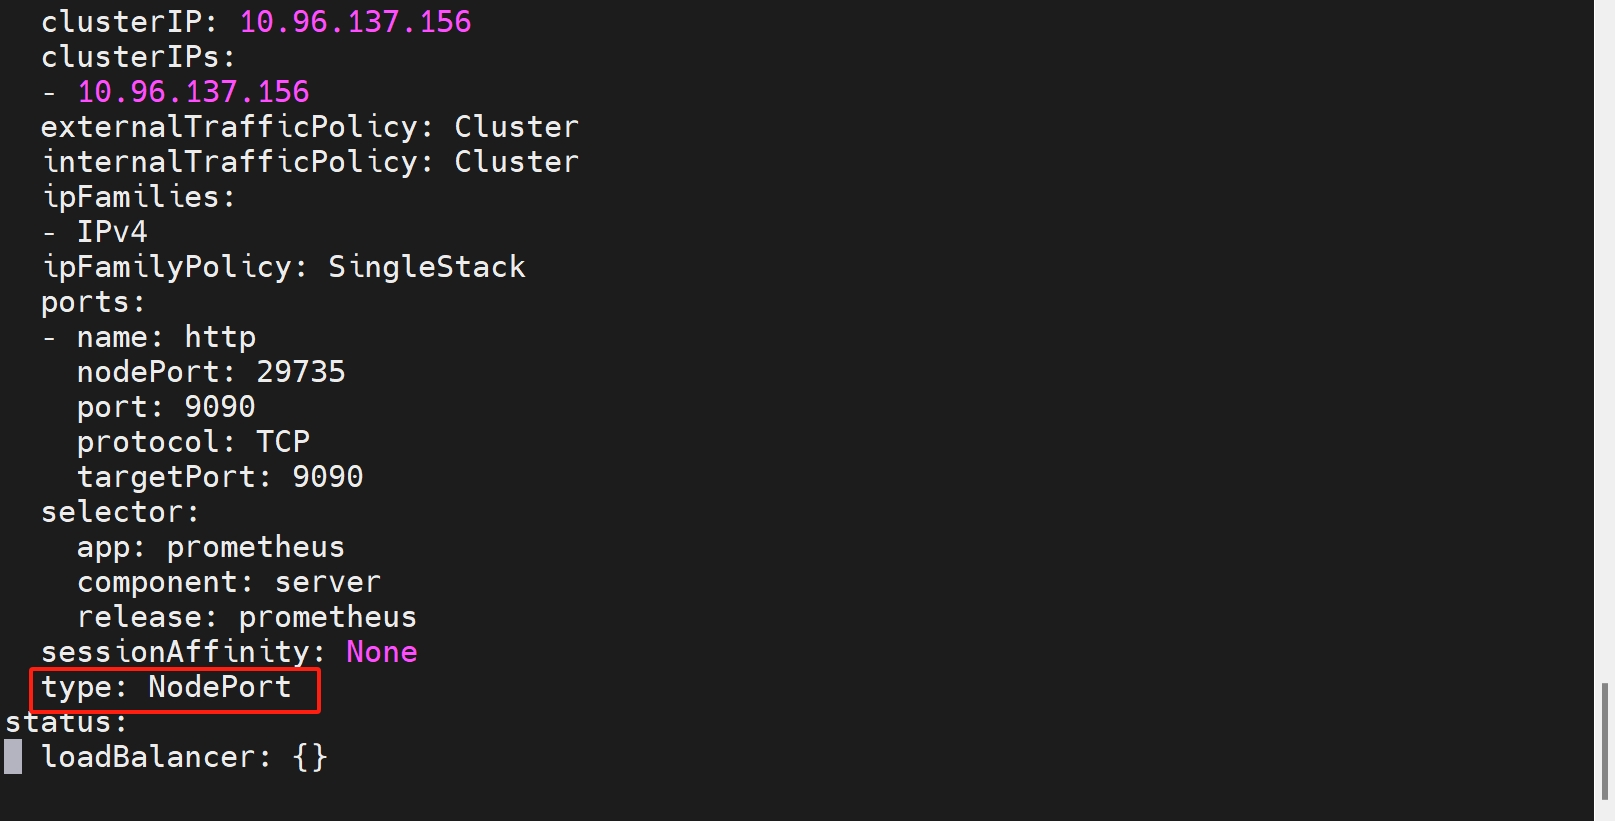 clusterIP: 10.96.137.156
clusterIPs:
- 10.96.137.156
externalTrafficPolicy: Cluster
internalTrafficPolicy: Cluster
ipFamilies:
- IPv4
ipFamilyPolicy: SingleStack
ports:
- name: http
nodePort: 29735
port: 9090
protocol: TCP
targetPort: 9090
selector:
app: prometheus
component: server
release: prometheus
sessionAffinity: None
type: NodePort
status:
loadBalancer: {}